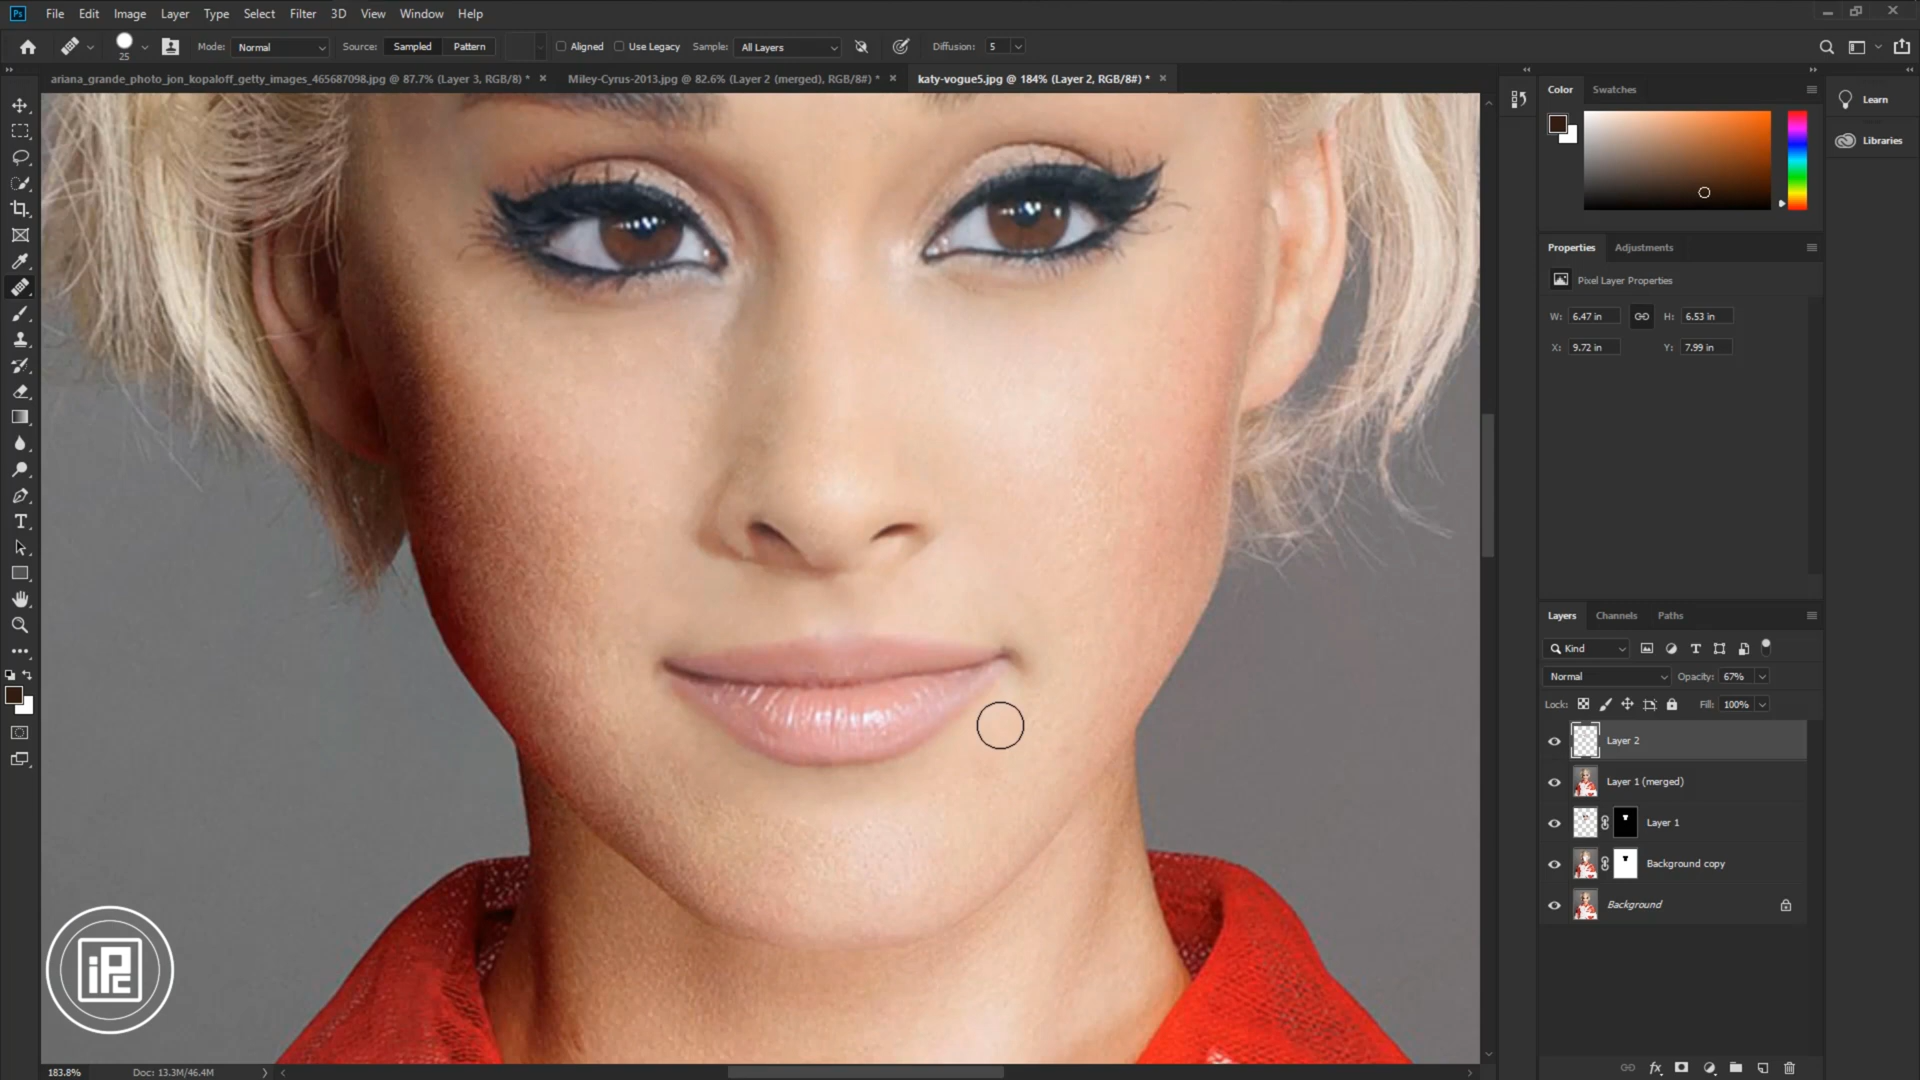 Ps File Edit Image Layer Type Select Filter 3D View Window Help
25 Mode: Normal Source: Sampled Pattern Aligned Use Legacy Sample: All Layers Diffusion: 5
ariana_grande_photo_jon_kopaloff_getty_images_465687098.jpg @ 87.7% (Layer 3, RGB/8) * Miley-Cyrus-2013.jpg @ 82.6% (Layer 2 (merged), RGB/8#) * katy-vogue5.jpg @ 184% (Layer 2, RGB/8#) *
Color Swatches
Learn
Libraries
Properties Adjustments
Pixel Layer Properties
W: 6.47 in H: 6.53 in
X: 9.72 in Y: 7.99 in
Layers Channels Paths
Kind
Normal Opacity: 67%
Lock: Fill: 100%
Layer 2
Layer 1 (merged)
Layer 1
Background copy
Background
iPc
183.8% Doc: 13.3M/46.4M
fx